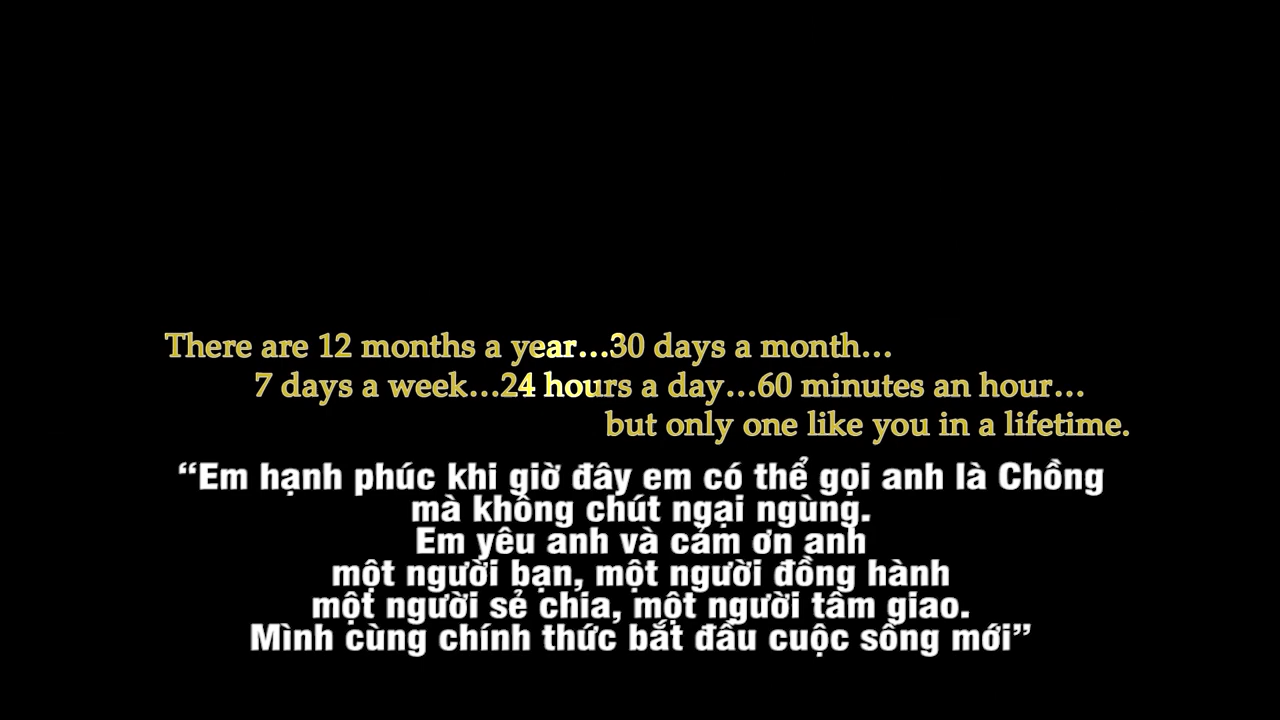 There are 12 months a year...30 days a month...
7 days a week...24 hours a day...60 minutes an hour...
but only one like you in a lifetime.
“Em hạnh phúc khi giờ đây em có thể gọi anh là Chồng
mà không chút ngại ngùng.
Em yêu anh và cảm ơn anh
một người bạn, một người đồng hành
một người sẻ chia, một người tâm giao.
Mình cùng chính thức bắt đầu cuộc sống mới”